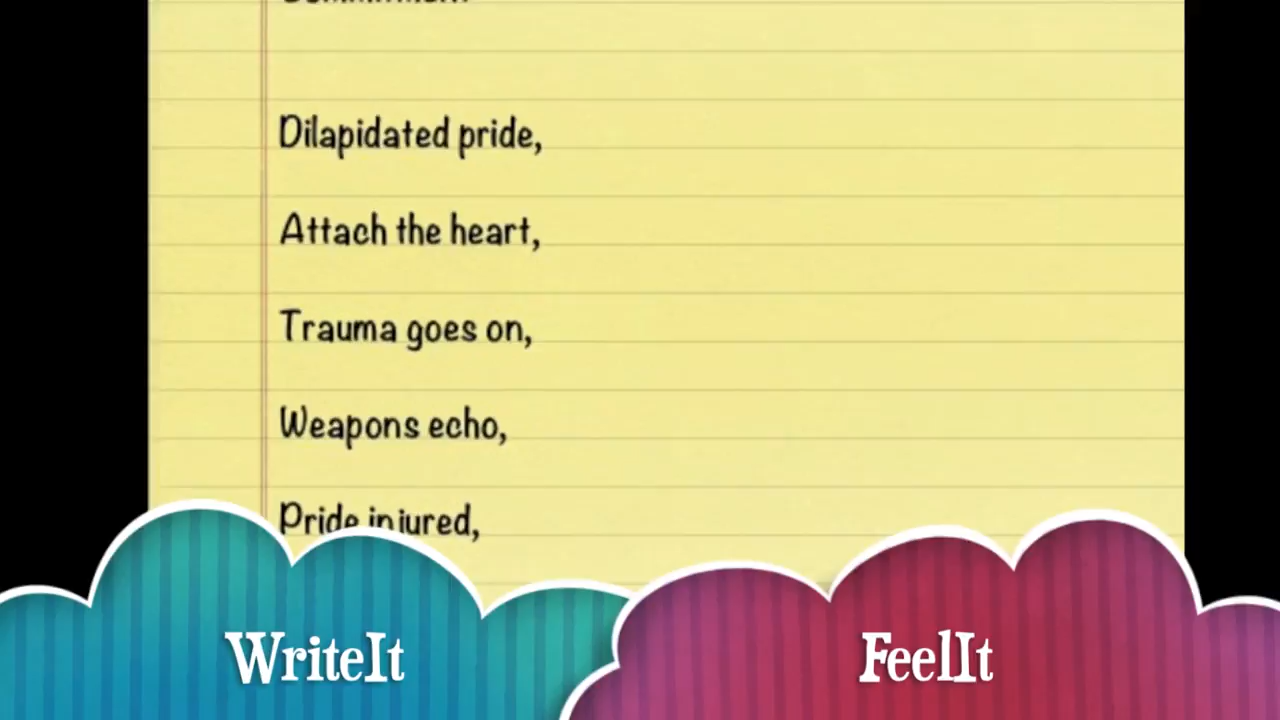 Dilapidated pride,
Attach the heart,
Trauma goes on,
Weapons echo,
Pride injured,
WriteIt
FeelIt